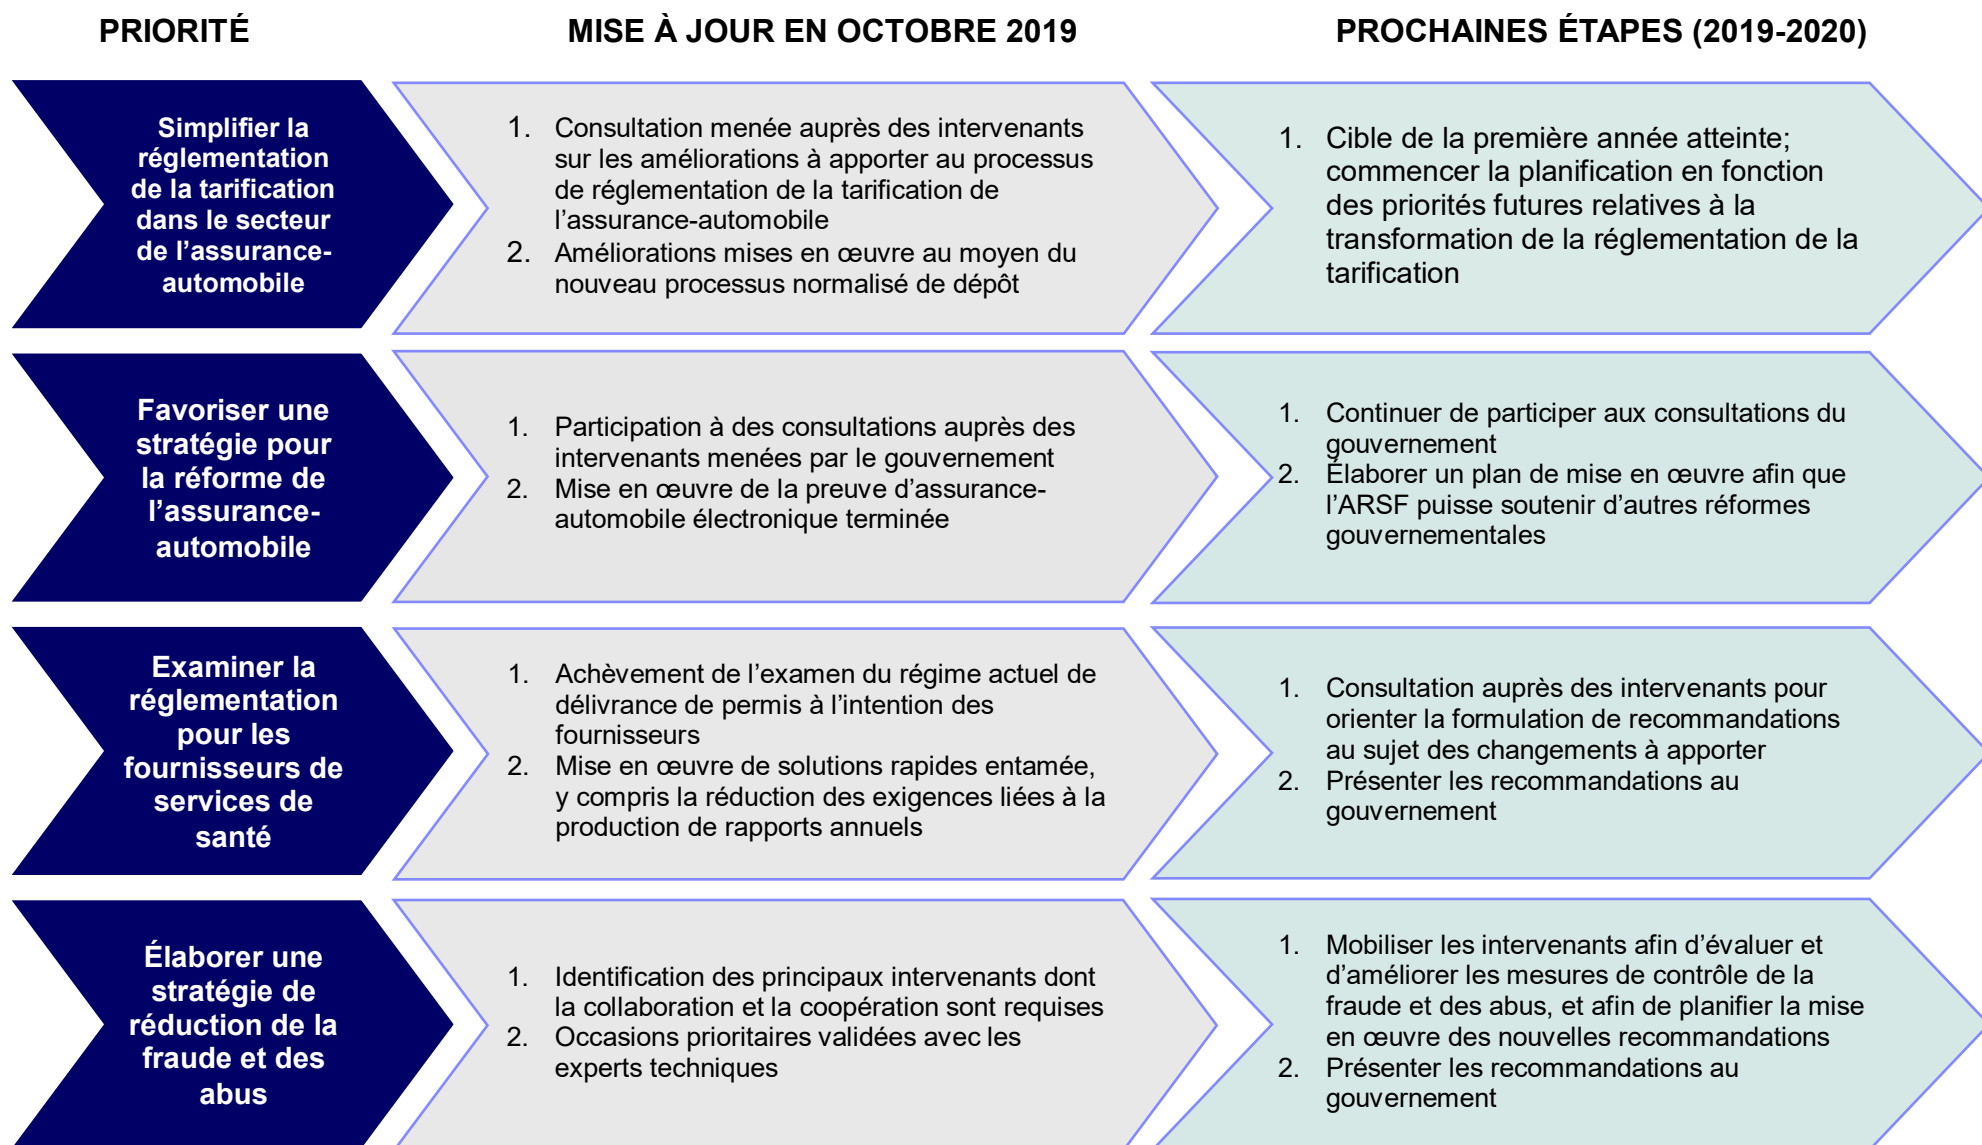 PRIORITÉ
MISE À JOUR EN OCTOBRE 2019
PROCHAINES ÉTAPES (2019-2020)
Simplifier la
réglementation
de la tarification
dans le secteur
de l’assurance-
automobile
1. Consultation menée auprès des intervenants
sur les améliorations à apporter au processus
de réglementation de la tarification de
l’assurance-automobile
2. Améliorations mises en œuvre au moyen du
nouveau processus normalisé de dépôt
1. Cible de la première année atteinte;
commencer la planification en fonction
des priorités futures relatives à la
transformation de la réglementation de la
tarification
Favoriser une
stratégie pour
la réforme de
l’assurance-
automobile
1. Participation à des consultations auprès des
intervenants menées par le gouvernement
2. Mise en œuvre de la preuve d’assurance-
automobile électronique terminée
1. Continuer de participer aux consultations du
gouvernement
2. Élaborer un plan de mise en œuvre afin que
l’ARSF puisse soutenir d’autres réformes
gouvernementales
Examiner la
réglementation
pour les
fournisseurs de
services de
santé
1. Achèvement de l’examen du régime actuel de
délivrance de permis à l’intention des
fournisseurs
2. Mise en œuvre de solutions rapides entamée,
y compris la réduction des exigences liées à la
production de rapports annuels
1. Consultation auprès des intervenants pour
orienter la formulation de recommandations
au sujet des changements à apporter
2. Présenter les recommandations au
gouvernement
Élaborer une
stratégie de
réduction de la
fraude et des
abus
1. Identification des principaux intervenants dont
la collaboration et la coopération sont requises
2. Occasions prioritaires validées avec les
experts techniques
1. Mobiliser les intervenants afin d’évaluer et
d’améliorer les mesures de contrôle de la
fraude et des abus, et afin de planifier la mise
en œuvre des nouvelles recommandations
2. Présenter les recommandations au
gouvernement